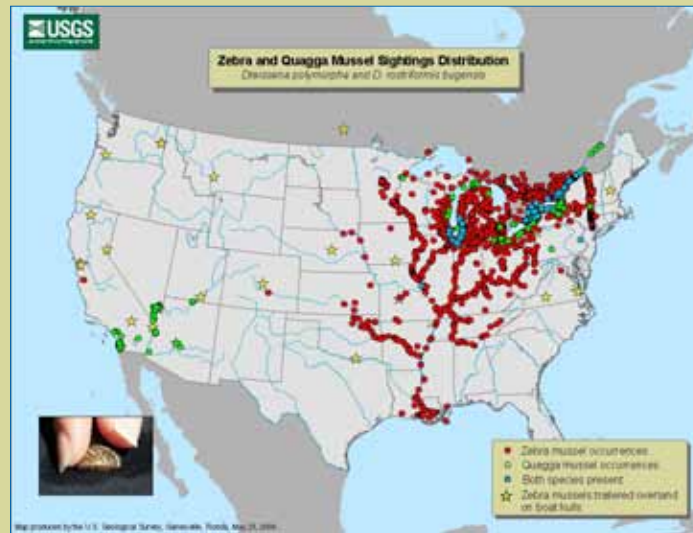 USGS
Zebra and Quagga Mussel Sightings Distribution
Dreissena polymorpha and D. rostriformis bugensis
Zebra mussel occurrences
Quagga mussel occurrences
Both species present
Zebra mussels trailered overland
on boat hulls
Map produced by the U.S. Geological Survey, Gainesville, Florida, May